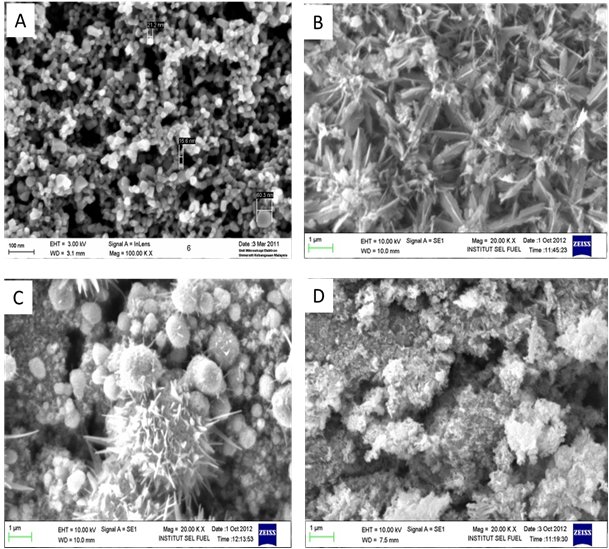 A
B
100 nm
EHT = 3.00 kV
WD = 3.1 mm
Signal A = InLens
Mag = 100.00 K X
6
Date :3 Mar 2011
Universiti Kebangsaan Malaysia
1 µm
EHT = 10.00 kV
WD = 10.0 mm
Signal A = SE1
Mag = 20.00 K X
INSTITUT SEL FUEL
Date :1 Oct 2012
Time :11:45:23
ZEISS
C
D
1 µm
EHT = 10.00 kV
WD = 10.0 mm
Signal A = SE1
Mag = 20.00 K X
INSTITUT SEL FUEL
Date :1 Oct 2012
Time :12:13:53
ZEISS
1 µm
EHT = 10.00 kV
WD = 7.5 mm
Signal A = SE1
Mag = 20.00 K X
INSTITUT SEL FUEL
Date :3 Oct 2012
Time :11:19:30
ZEISS